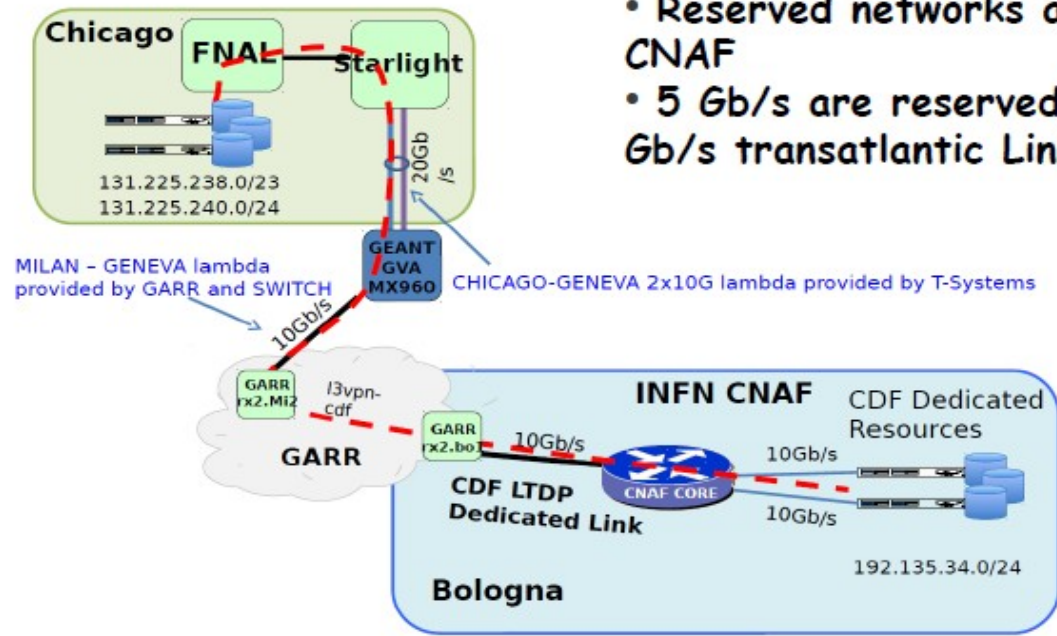 Chicago
FNAL
Starlight
131.225.238.0/23
131.225.240.0/24
20Gb
/s
• Reserved networks a
CNAF
• 5 Gb/s are reserved
Gb/s transatlantic Lin
MILAN – GENEVA lambda
provided by GARR and SWITCH
GEANT
GVA
MX960
CHICAGO-GENEVA 2x10G lambda provided by T-Systems
10Gb/s
GARR
rx2.Mi2
l3vpn-
cdf
GARR
GARR
rx2.bo1
INFN CNAF
10Gb/s
CNAF CORE
CDF LTDP
Dedicated Link
CDF Dedicated
Resources
10Gb/s
10Gb/s
192.135.34.0/24
Bologna